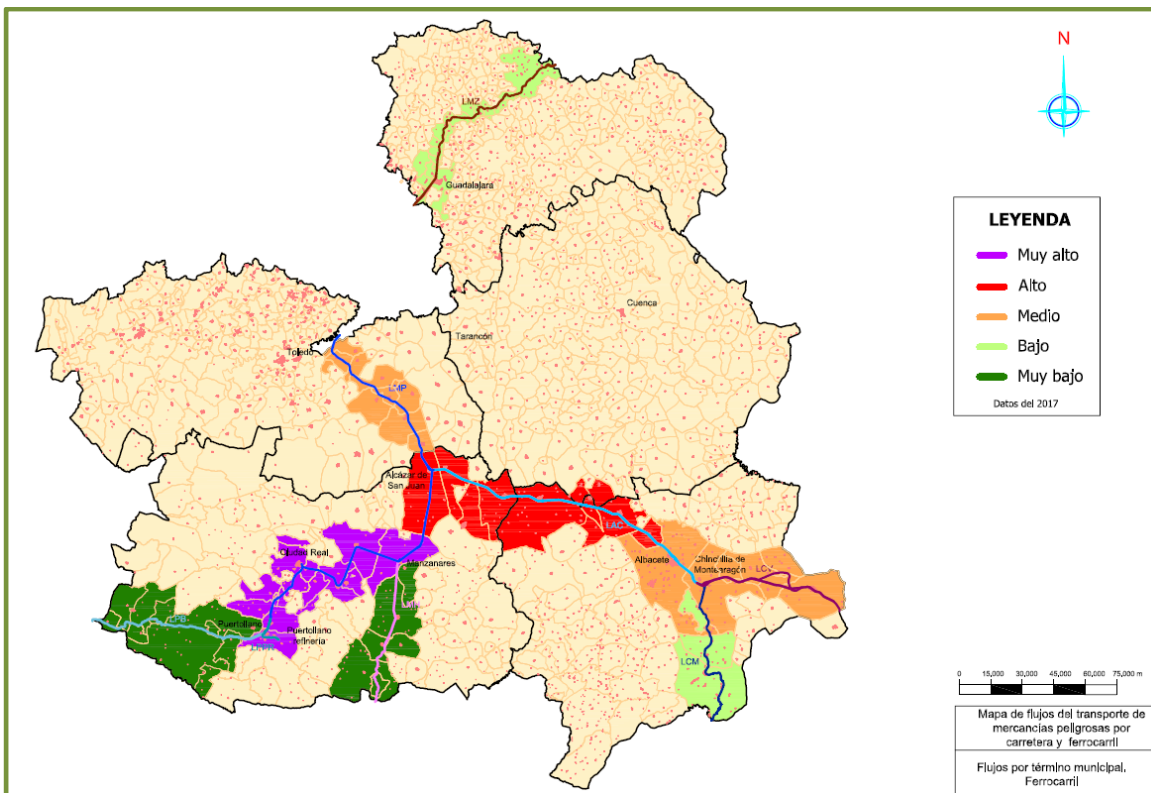 N
LMZ
Guadalajara
LEYENDA
Muy alto
Alto
Medio
Bajo
Muy bajo
Datos del 2017
Cuenca
Tarancón
Toledo
LMP
Alcázar de
San Juan
LAC
Ciudad Real
Albacete
Chinchilla de
Montearagón
Manzanares
LPB
Puertollano
Puertollano
refinería
LCM
0 15,000 30,000 45,000 60,000 75,000 m
Mapa de flujos del transporte de
mercancías peligrosas por
carretera y ferrocarril
Flujos por término municipal.
Ferrocarril